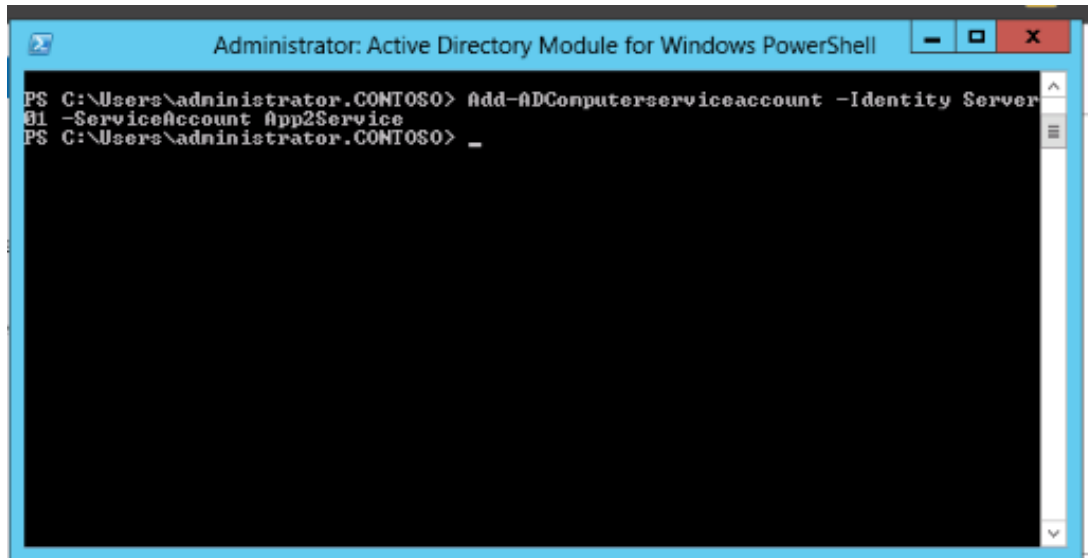 Administrator: Active Directory Module for Windows PowerShell
PS C:\Users\administrator.CONTOSO> Add-ADComputerserviceaccount -Identity Server
01 -ServiceAccount App2Service
PS C:\Users\administrator.CONTOSO> _